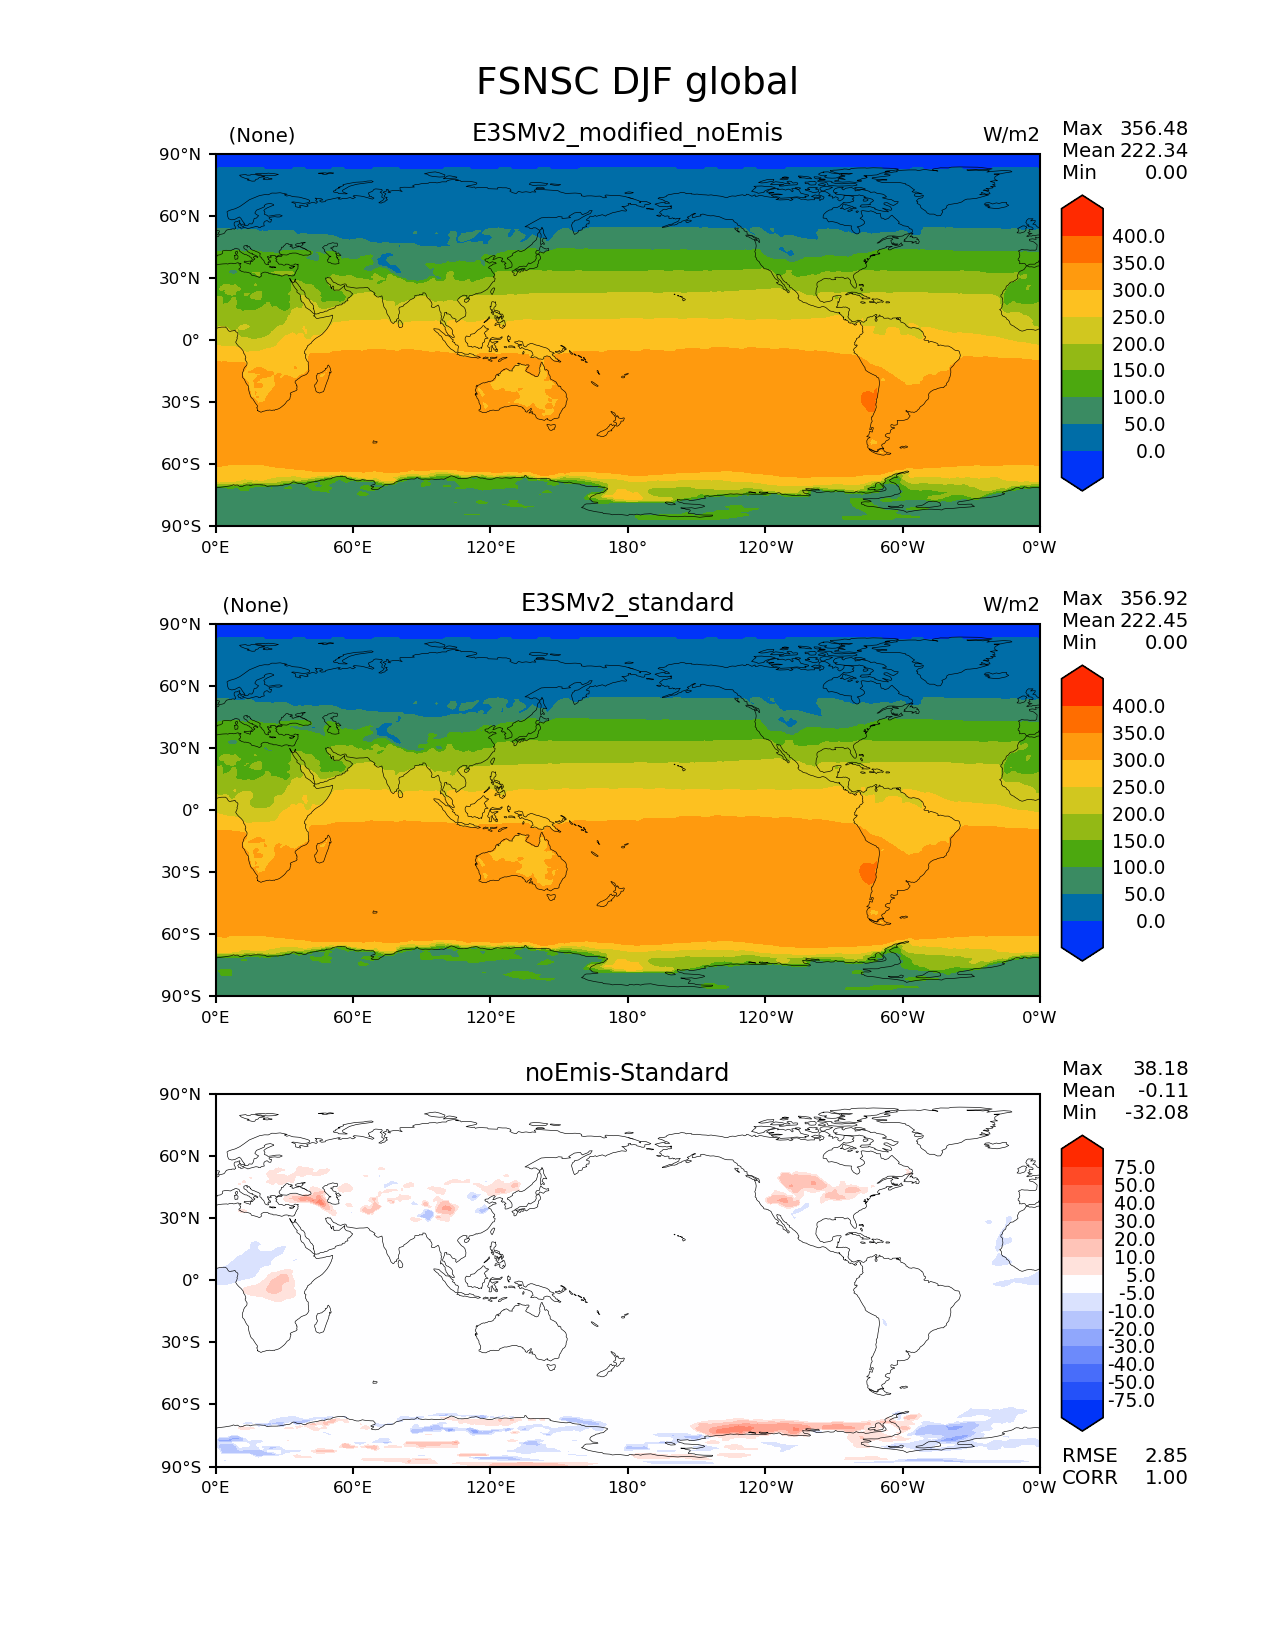 FSNSC DJF global
(None) E3SMv2_modified_noEmis W/m2
Max 356.48
Mean 222.34
Min 0.00
90°N
60°N
30°N
0°
30°S
60°S
90°S
0°E 60°E 120°E 180° 120°W 60°W 0°W
400.0
350.0
300.0
250.0
200.0
150.0
100.0
50.0
0.0
(None) E3SMv2_standard W/m2
Max 356.92
Mean 222.45
Min 0.00
90°N
60°N
30°N
0°
30°S
60°S
90°S
0°E 60°E 120°E 180° 120°W 60°W 0°W
400.0
350.0
300.0
250.0
200.0
150.0
100.0
50.0
0.0
noEmis-Standard
Max 38.18
Mean -0.11
Min -32.08
90°N
60°N
30°N
0°
30°S
60°S
90°S
0°E 60°E 120°E 180° 120°W 60°W 0°W
75.0
50.0
40.0
30.0
20.0
10.0
5.0
-5.0
-10.0
-20.0
-30.0
-40.0
-50.0
-75.0
RMSE 2.85
CORR 1.00